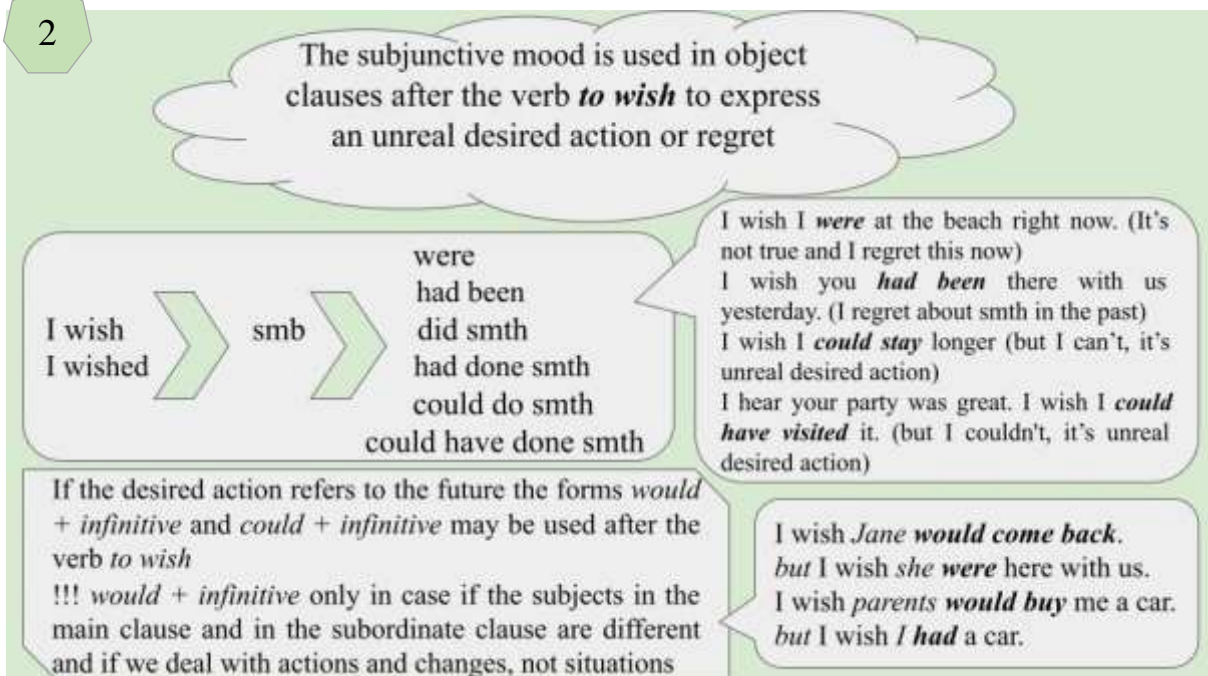 2
The subjunctive mood is used in object
clauses after the verb to wish to express
an unreal desired action or regret
I wish
I wished
smb
were
had been
did smth
had done smth
could do smth
could have done smth
I wish I were at the beach right now. (It's
not true and I regret this now)
I wish you had been there with us
yesterday. (I regret about smth in the past)
I wish I could stay longer (but I can't, it's
unreal desired action)
I hear your party was great. I wish I could
have visited it. (but I couldn't, it's unreal
desired action)
If the desired action refers to the future the forms would
+ infinitive and could + infinitive may be used after the
verb to wish
!!! would + infinitive only in case if the subjects in the
main clause and in the subordinate clause are different
and if we deal with actions and changes, not situations
I wish Jane would come back.
but I wish she were here with us.
I wish parents would buy me a car.
but I wish I had a car.